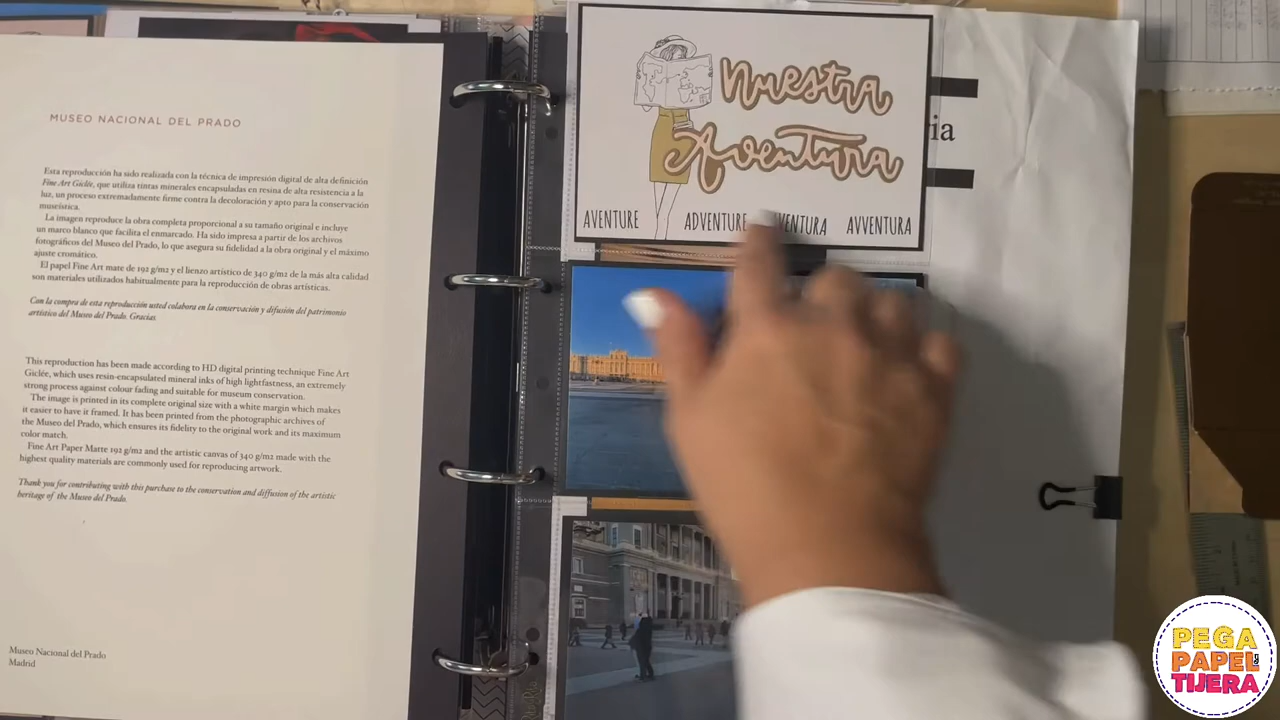 MUSEO NACIONAL DEL PRADO
Esta reproducción ha sido realizada con la técnica de impresión digital de alta definición
Fine Art Giclée, que utiliza tintas minerales encapsuladas en resina de alta resistencia a la
luz, un proceso extremadamente firme contra la decoloración y apto para la conservación
museística.
La imagen reproduce la obra completa proporcional a su tamaño original e incluye
un marco blanco que facilita el enmarcado. Ha sido impresa a partir de los archivos
fotográficos del Museo del Prado, lo que asegura su fidelidad a la obra original y el máximo
ajuste cromático.
El papel Fine Art mate de 192 g/m2 y el lienzo artístico de 340 g/m2 de la más alta calidad
son materiales utilizados habitualmente para la reproducción de obras artísticas.
Con la compra de esta reproducción usted colabora en la conservación y difusión del patrimonio
artístico del Museo del Prado. Gracias.
This reproduction has been made according to HD digital printing technique Fine Art
Giclée, which uses resin-encapsulated mineral inks of high lightfastness, an extremely
strong process against colour fading and suitable for museum conservation.
The image is printed in its complete original size with a white margin which makes
it easier to have it framed. It has been printed from the photographic archives of
the Museo del Prado, which ensures its fidelity to the original work and its maximum
color match.
Fine Art Paper Matte 192 g/m2 and the artistic canvas of 340 g/m2 made with the
highest quality materials are commonly used for reproducing artwork.
Thank you for contributing with this purchase to the conservation and diffusion of the artistic
heritage of the Museo del Prado.
Museo Nacional del Prado
Madrid
Nuestra
Aventura
AVENTURE ADVENTURE VENTURA AVVENTURA
ia
PEGA
PAPEL
TIJERA